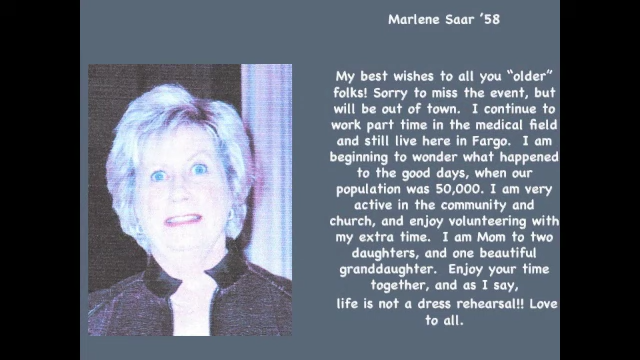 Marlene Saar ‘58
My best wishes to all you “older”
folks! Sorry to miss the event, but
will be out of town.  I continue to
work part time in the medical field
and still live here in Fargo.  I am
beginning to wonder what happened
to the good days, when our
population was 50,000. I am very
active in the community and
church, and enjoy volunteering with
my extra time.  I am Mom to two
daughters, and one beautiful
granddaughter.  Enjoy your time
together, and as I say,
life is not a dress rehearsal!! Love
to all.